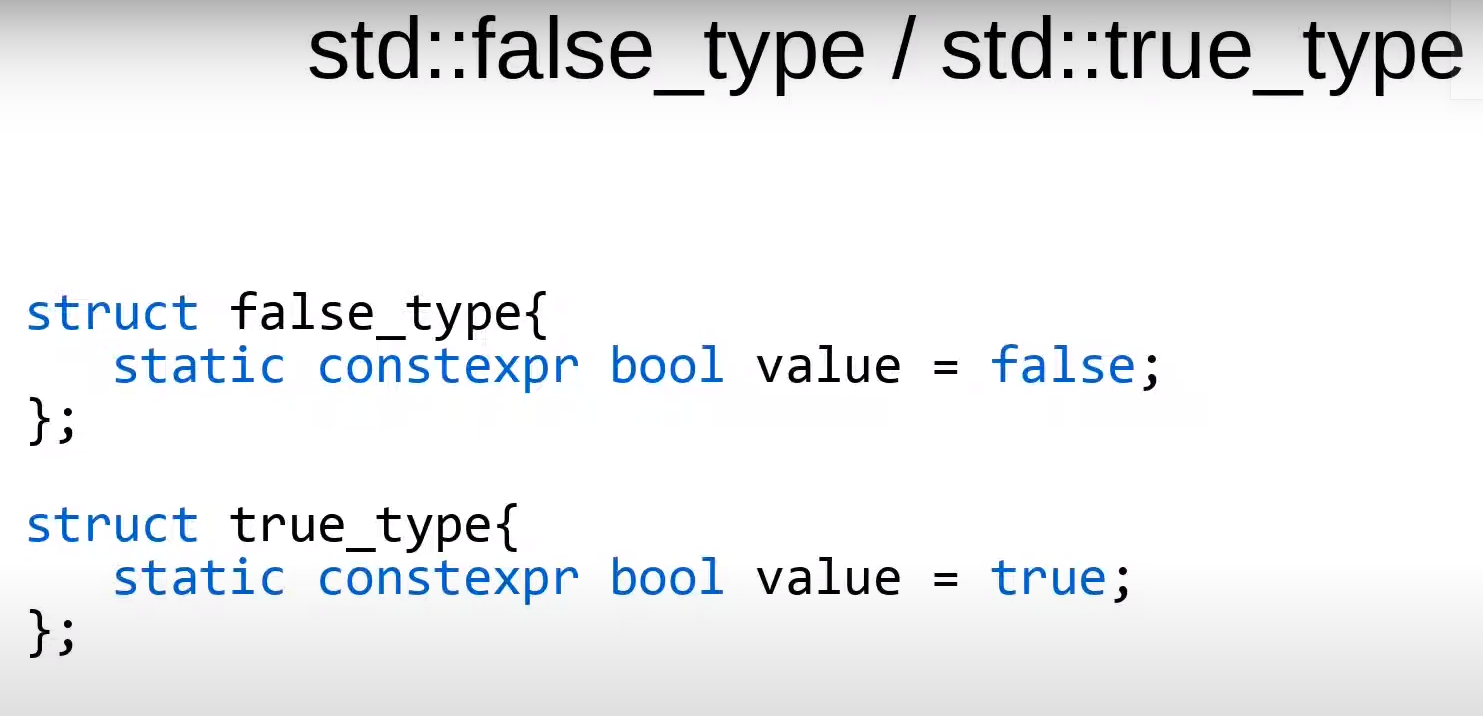 std::false_type / std::true_type
struct false_type{
   static constexpr bool value = false;
};
struct true_type{
   static constexpr bool value = true;
};